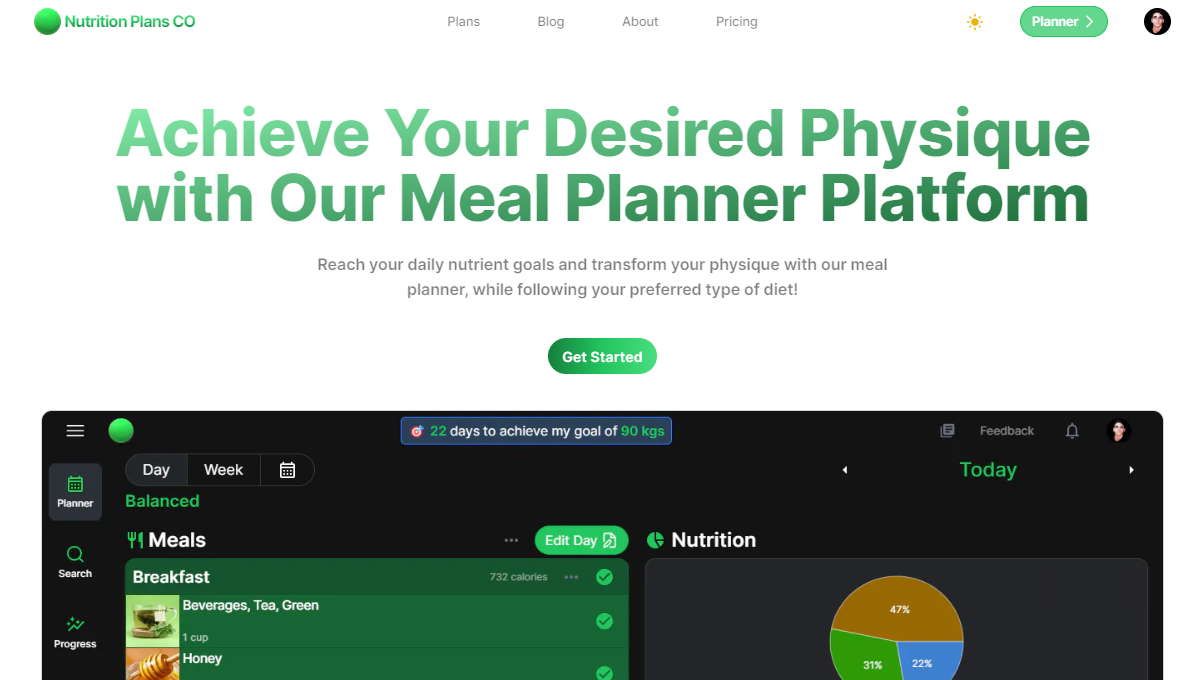 Nutrition Plans CO
Plans
Blog
About
Pricing
Planner
Achieve Your Desired Physique
with Our Meal Planner Platform
Reach your daily nutrient goals and transform your physique with our meal
planner, while following your preferred type of diet!
Get Started
22 days to achieve my goal of 90 kgs
Feedback
Planner
Day
Week
Today
Balanced
Meals
Edit Day
Nutrition
Search
Breakfast
732 calories
Beverages, Tea, Green
1 cup
Progress
Honey
47%
31%
22%